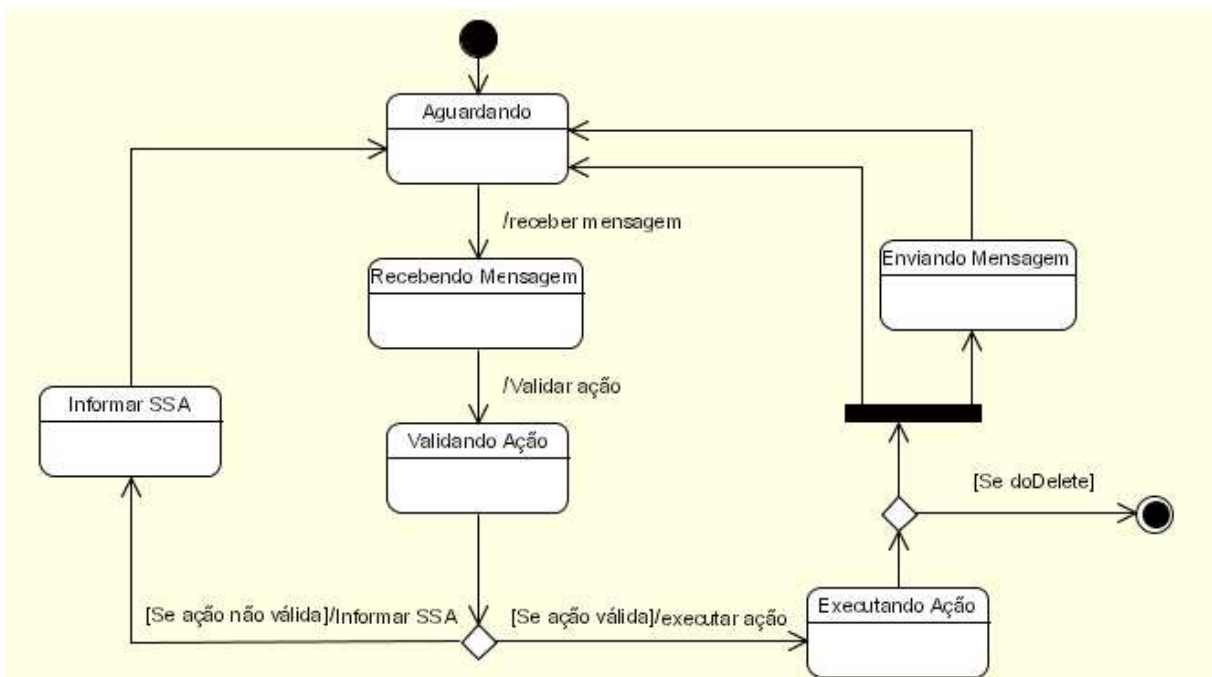 Aguardando
/receber mensagem
Recebendo Mensagem
Enviando Mensagem
/Validar ação
Informar SSA
Validando Ação
[Se doDelete]
[Se ação não válida]/Informar SSA
[Se ação válida]/executar ação
Executando Ação